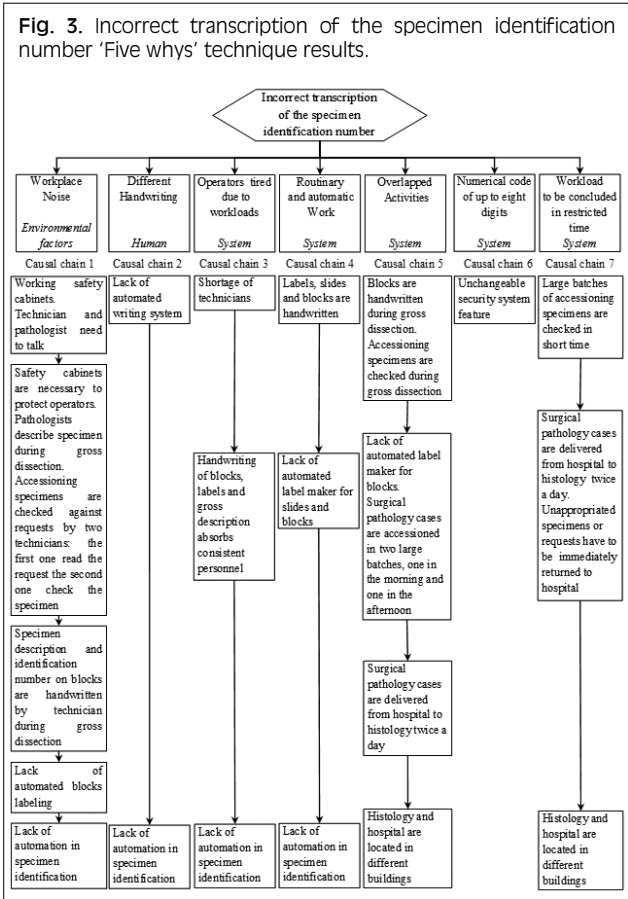 Fig. 3. Incorrect transcription of the specimen identification
number ‘Five whys’ technique results.
Incorrect transcription
of the specimen
identification number
Workplace
Noise
Environmental
factors
Different
Handwriting
Human
Operators tired
due to
workloads
System
Routinary
and automatic
Work
System
Overlapped
Activities
System
Numerical code
of up to eight
digits
System
Workload
to be concluded
in restricted
time
System
Causal chain 1
Causal chain 2
Causal chain 3
Causal chain 4
Causal chain 5
Causal chain 6
Causal chain 7
Working safety
cabinets.
Technician and
pathologist need
to talk
Lack of
automated
writing system
Shortage of
technicians
Labels, slides
and blocks are
handwritten
Blocks are
handwritten
during gross
dissection.
Accessioning
specimens are
checked during
gross dissection
Unchangeable
security system
feature
Large batches
of accessioning
specimens are
checked in
short time
Safety cabinets
are necessary to
protect operators.
Pathologists
describe specimen
during gross
dissection.
Accessioning
specimens are
checked against
requests by two
technicians: the
first one read the
request the second
one check the
specimen
Handwriting
of blocks,
labels and
gross
description
absorbs
consistent
personnel
Lack of
automated
label maker for
slides and
blocks
Lack of
automated label
maker for
blocks.
Surgical
pathology cases
are accessioned
in two large
batches, one in
the morning and
one in the
afternoon
Surgical
pathology cases
are delivered
from hospital to
histology twice
a day.
Unappropriated
specimens or
requests have to
be immediately
returned to
hospital
Specimen
description and
identification
number on blocks
are handwritten
by technician
during gross
dissection
Surgical
pathology cases
are delivered
from hospital to
histology twice a
day
Lack of
automated blocks
labeling
Lack of
automation in
specimen
identification
Lack of
automation in
specimen
identification
Lack of
automation in
specimen
identification
Lack of
automation in
specimen
identification
Histology and
hospital are
located in
different
buildings
Histology and
hospital are
located in
different
buildings